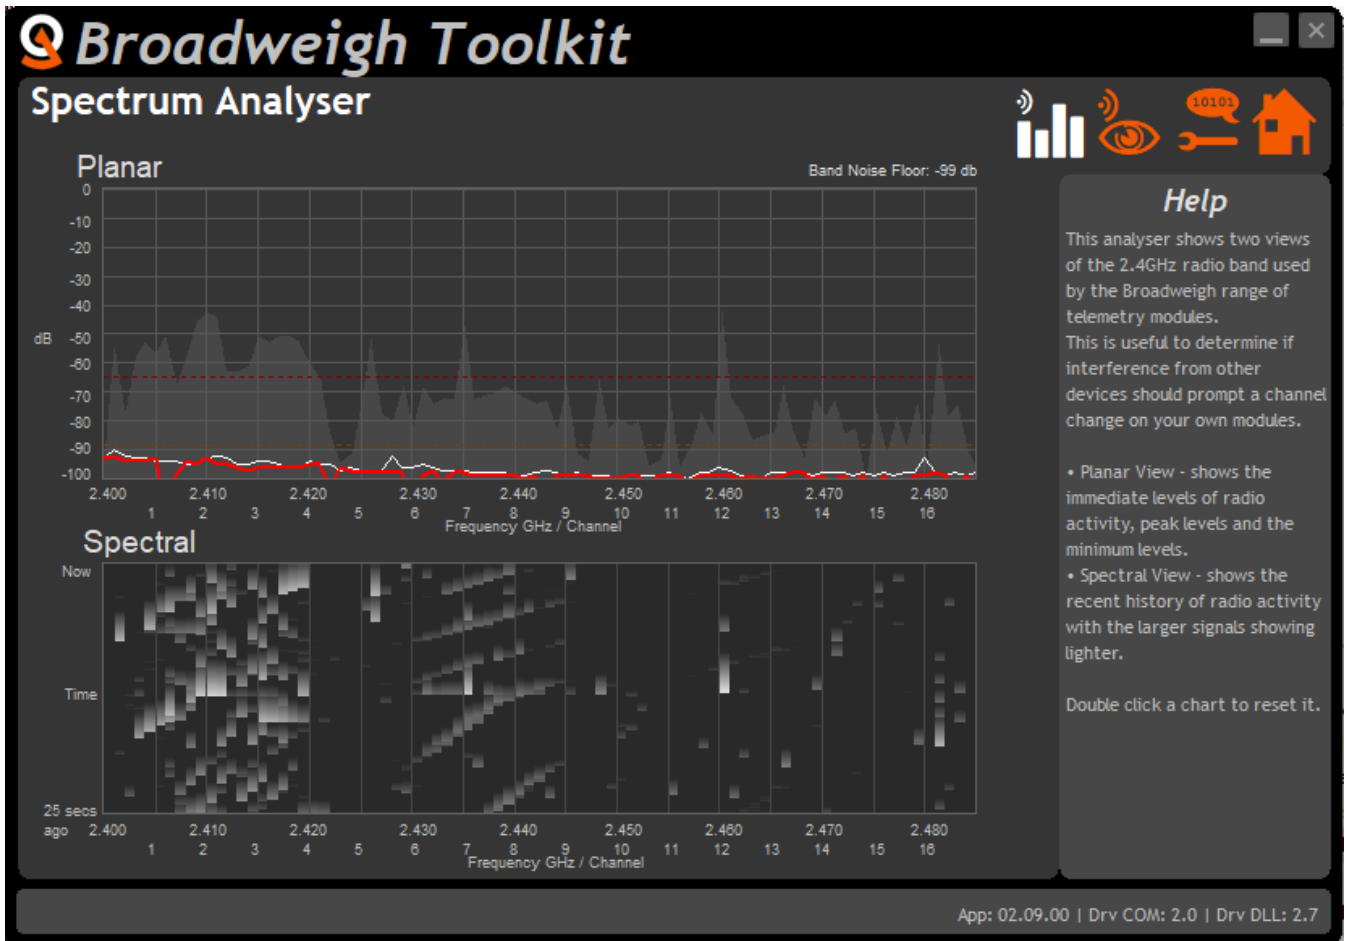 Broadweigh Toolkit
Spectrum Analyser
10101
Planar
Band Noise Floor: -99 db
0
-10
-20
-30
-40
dB
-50
-60
-70
-80
-90
-100
2.400 2.410 2.420 2.430 2.440 2.450 2.460 2.470 2.480
1 2 3 4 5 6 7 8 9 10 11 12 13 14 15 16
Frequency GHz / Channel
Spectral
Now
Time
25 secs
ago
2.400 2.410 2.420 2.430 2.440 2.450 2.460 2.470 2.480
1 2 3 4 5 6 7 8 9 10 11 12 13 14 15 16
Frequency GHz / Channel
Help
This analyser shows two views
of the 2.4GHz radio band used
by the Broadweigh range of
telemetry modules.
This is useful to determine if
interference from other
devices should prompt a channel
change on your own modules.
• Planar View - shows the
immediate levels of radio
activity, peak levels and the
minimum levels.
• Spectral View - shows the
recent history of radio activity
with the larger signals showing
lighter.
Double click a chart to reset it.
App: 02.09.00 | Drv COM: 2.0 | Drv DLL: 2.7